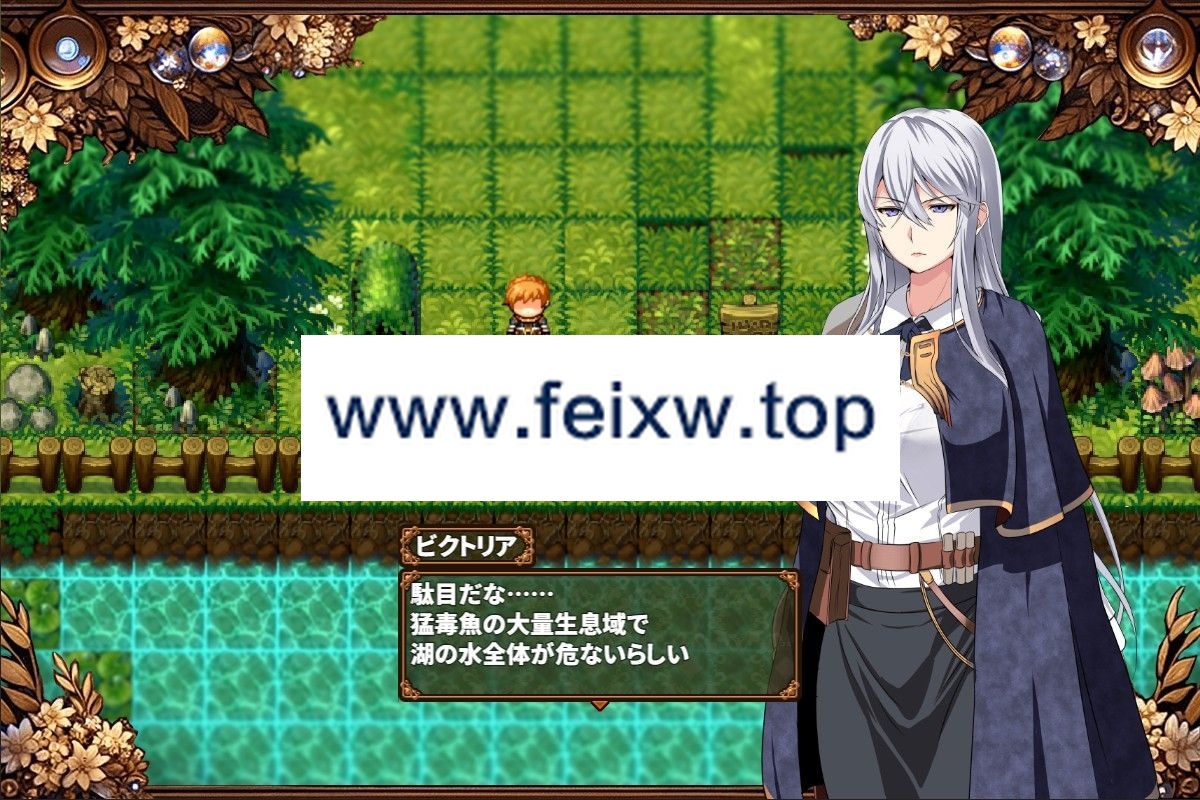 www.feixw.top
ビクトリア
駄目だな……
猛毒魚の大量生息域で
湖の水全体が危ないらしい